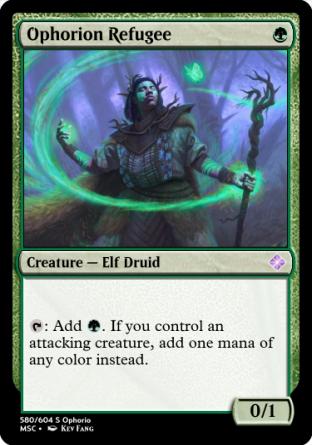 Ophorion Refugee
Creature — Elf Druid
: Add . If you control an
attacking creature, add one mana of
any color instead.
0/1
580/604 S Ophorio
MSC • Kev Fang